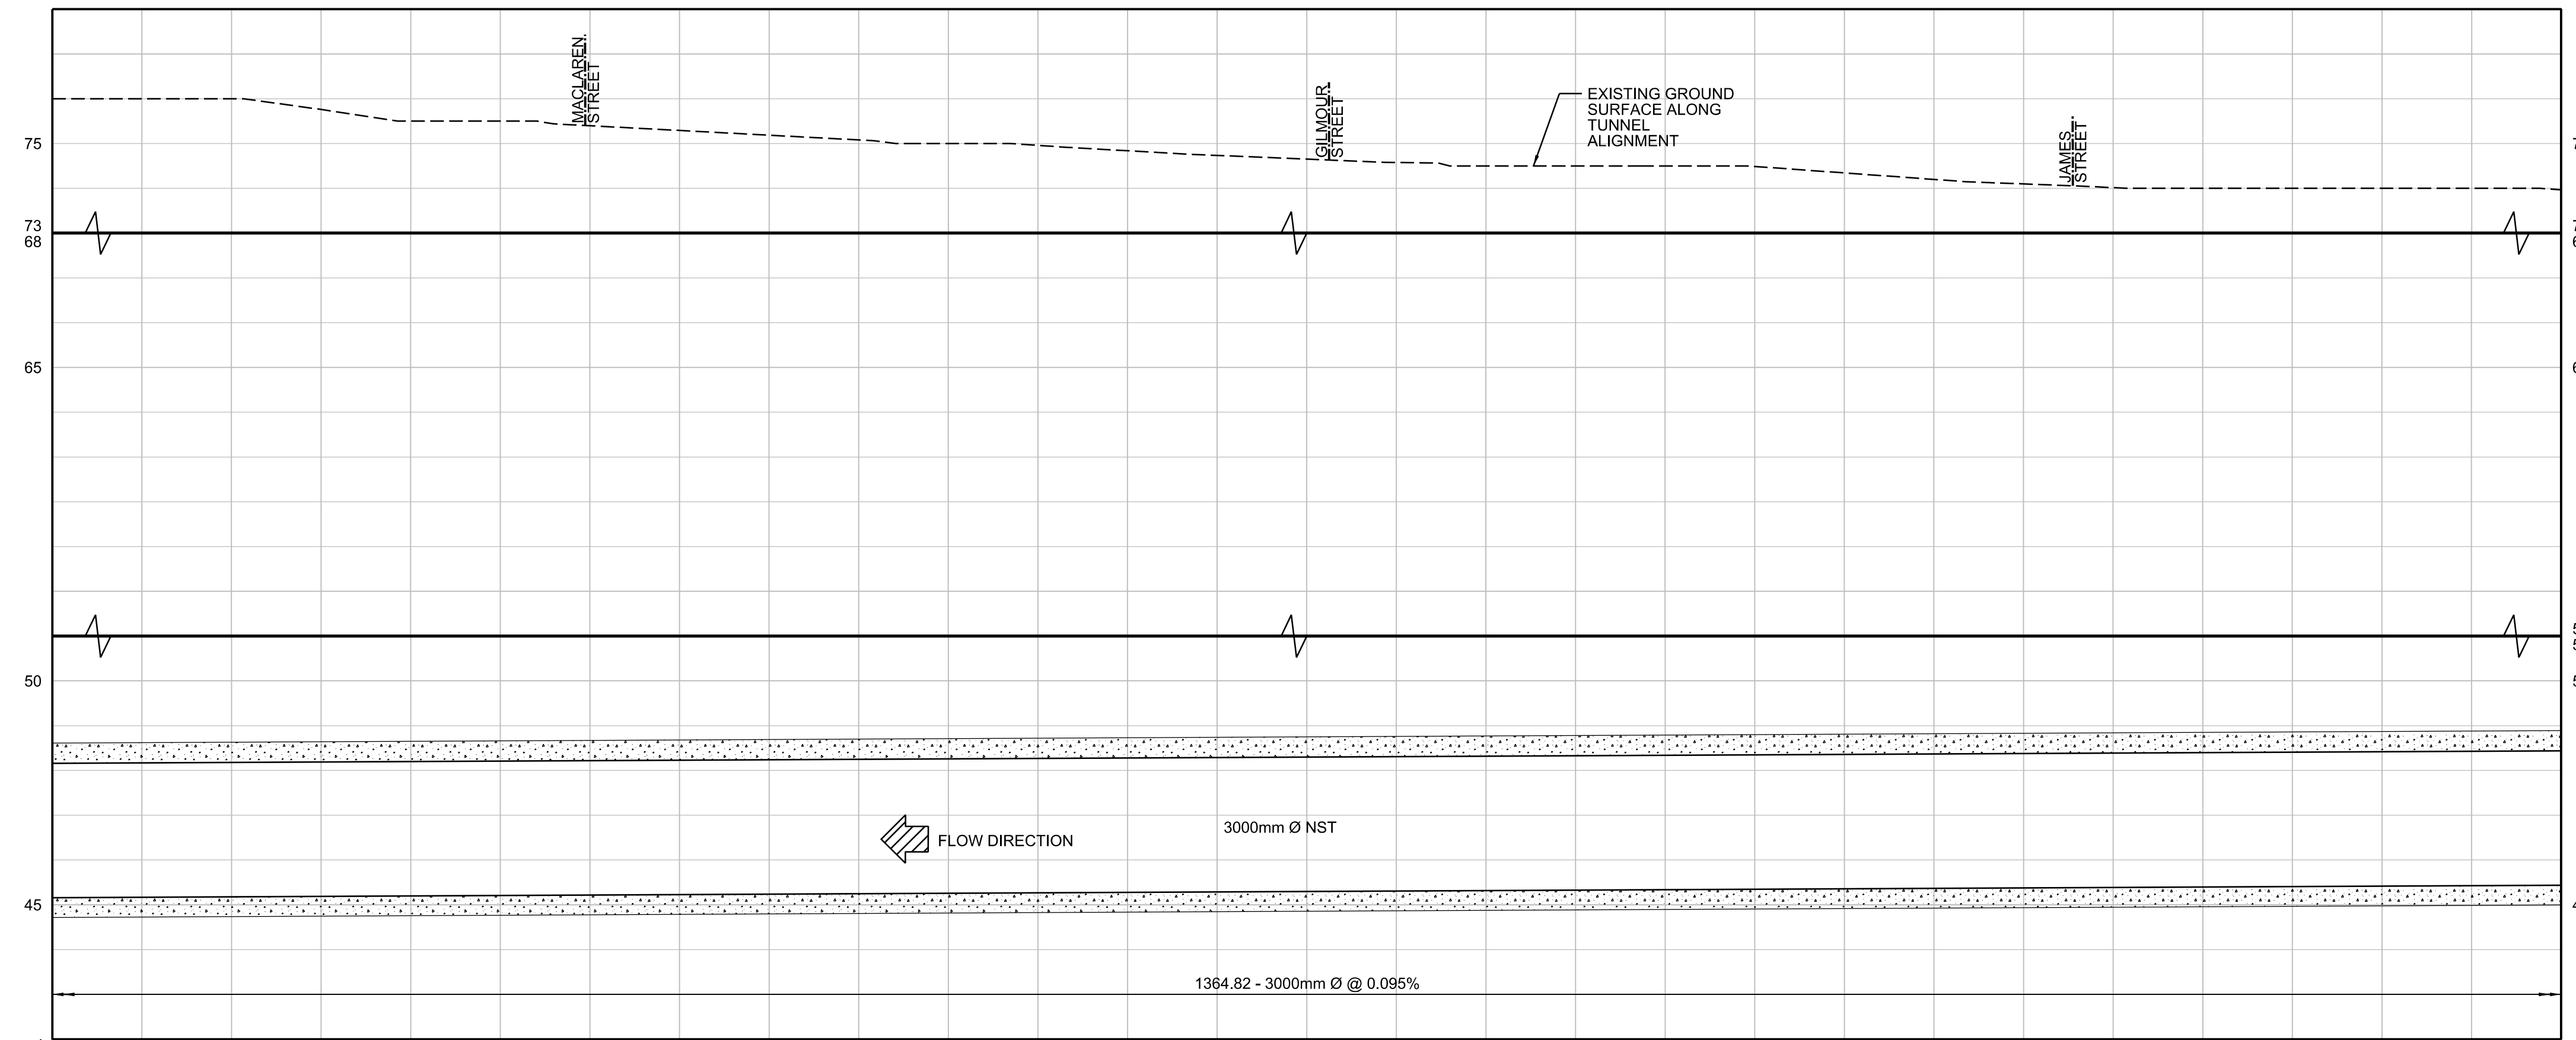 MACLAREN
STREET
GILMOUR
STREET
JAMES
STREET
EXISTING GROUND
SURFACE ALONG
TUNNEL
ALIGNMENT
75
73
68
65
50
45
FLOW DIRECTION
3000mm Ø NST
1364.82 - 3000mm Ø @ 0.095%